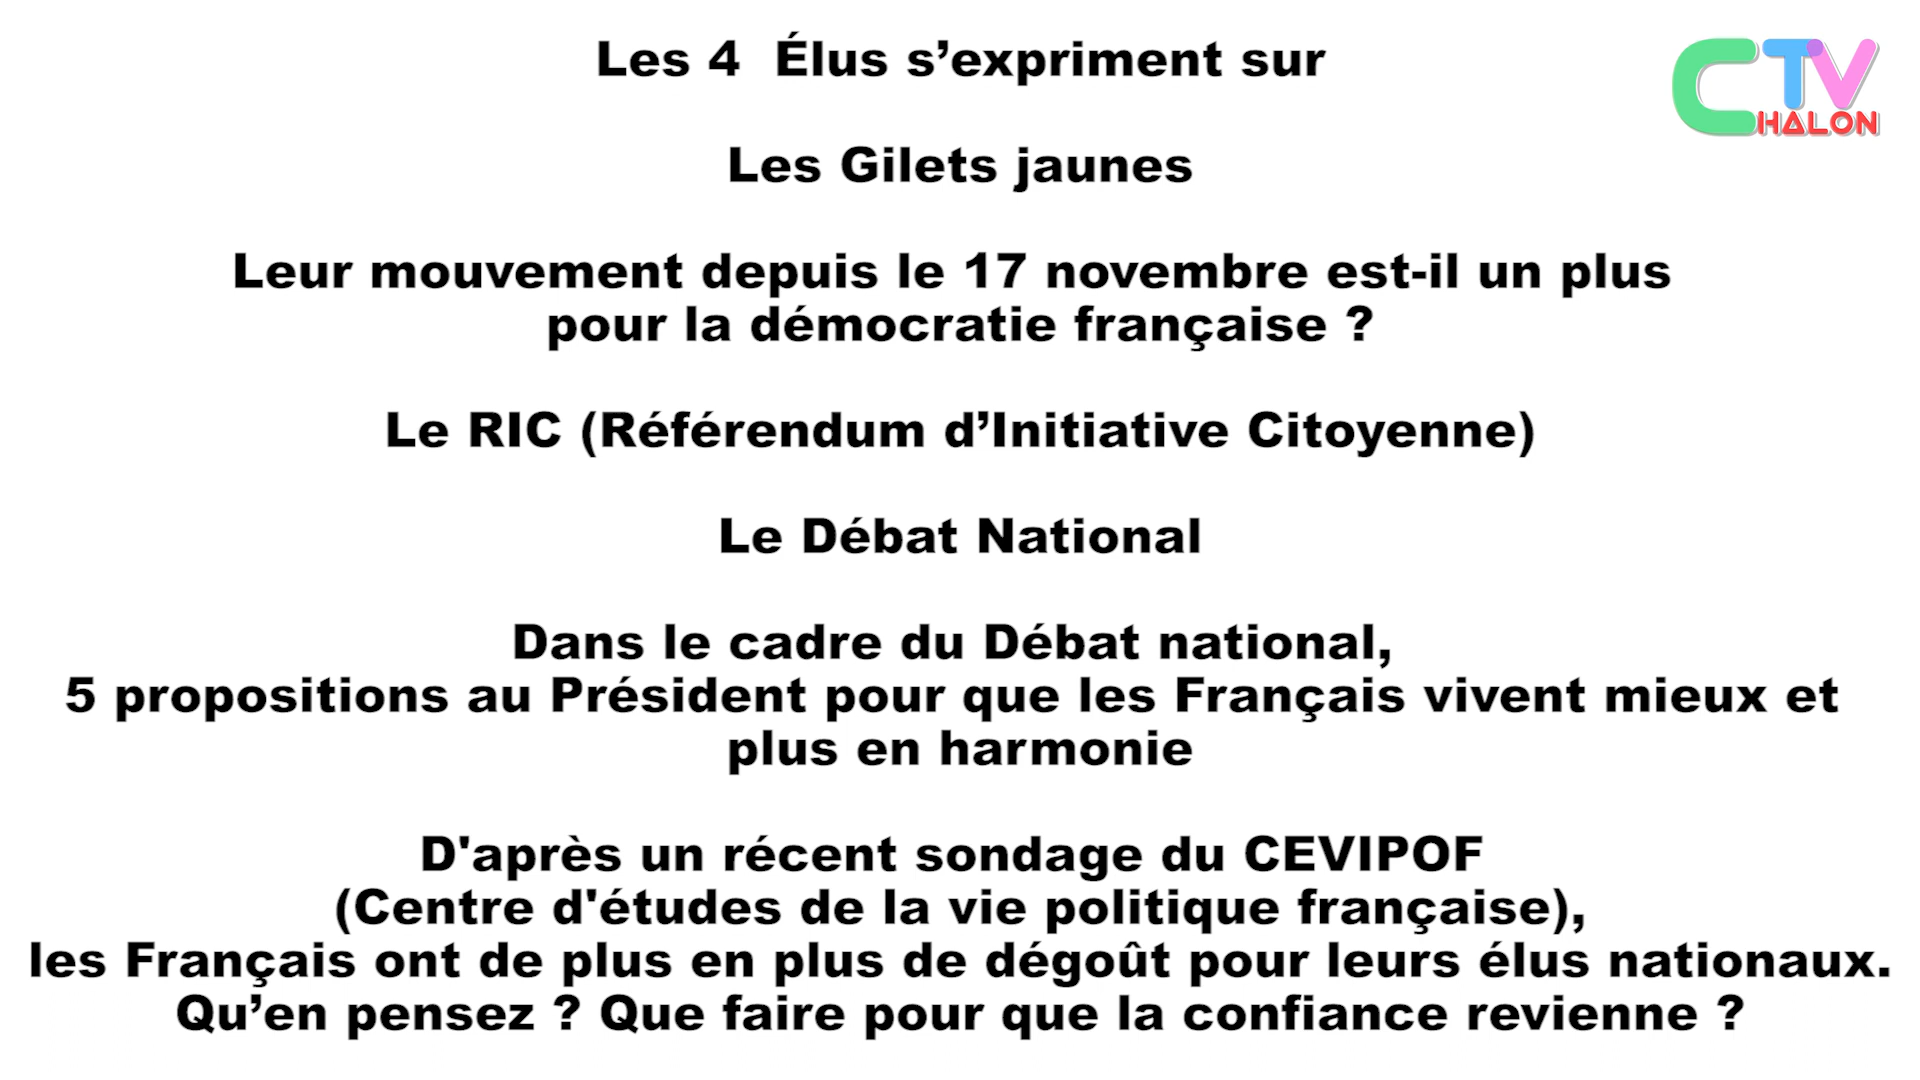 Les 4 Élus s’expriment sur
CTV
HALON
Les Gilets jaunes
Leur mouvement depuis le 17 novembre est-il un plus
pour la démocratie française ?
Le RIC (Référendum d’Initiative Citoyenne)
Le Débat National
Dans le cadre du Débat national,
5 propositions au Président pour que les Français vivent mieux et
plus en harmonie
D'après un récent sondage du CEVIPOF
(Centre d'études de la vie politique française),
les Français ont de plus en plus de dégoût pour leurs élus nationaux.
Qu’en pensez ? Que faire pour que la confiance revienne ?